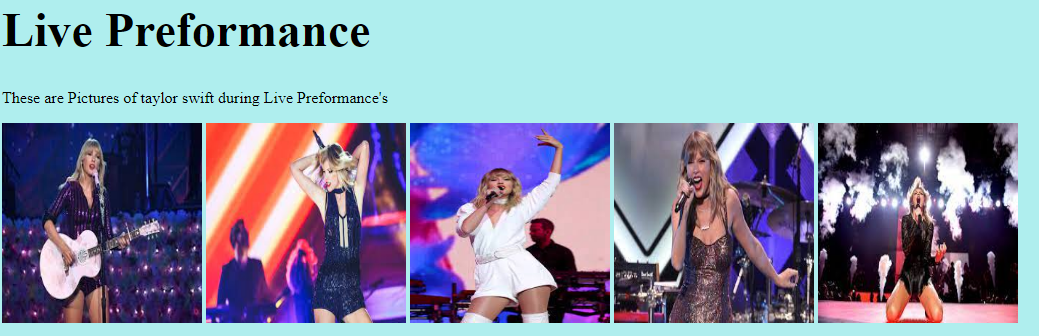 Live Preformance
These are Pictures of taylor swift during Live Preformance's